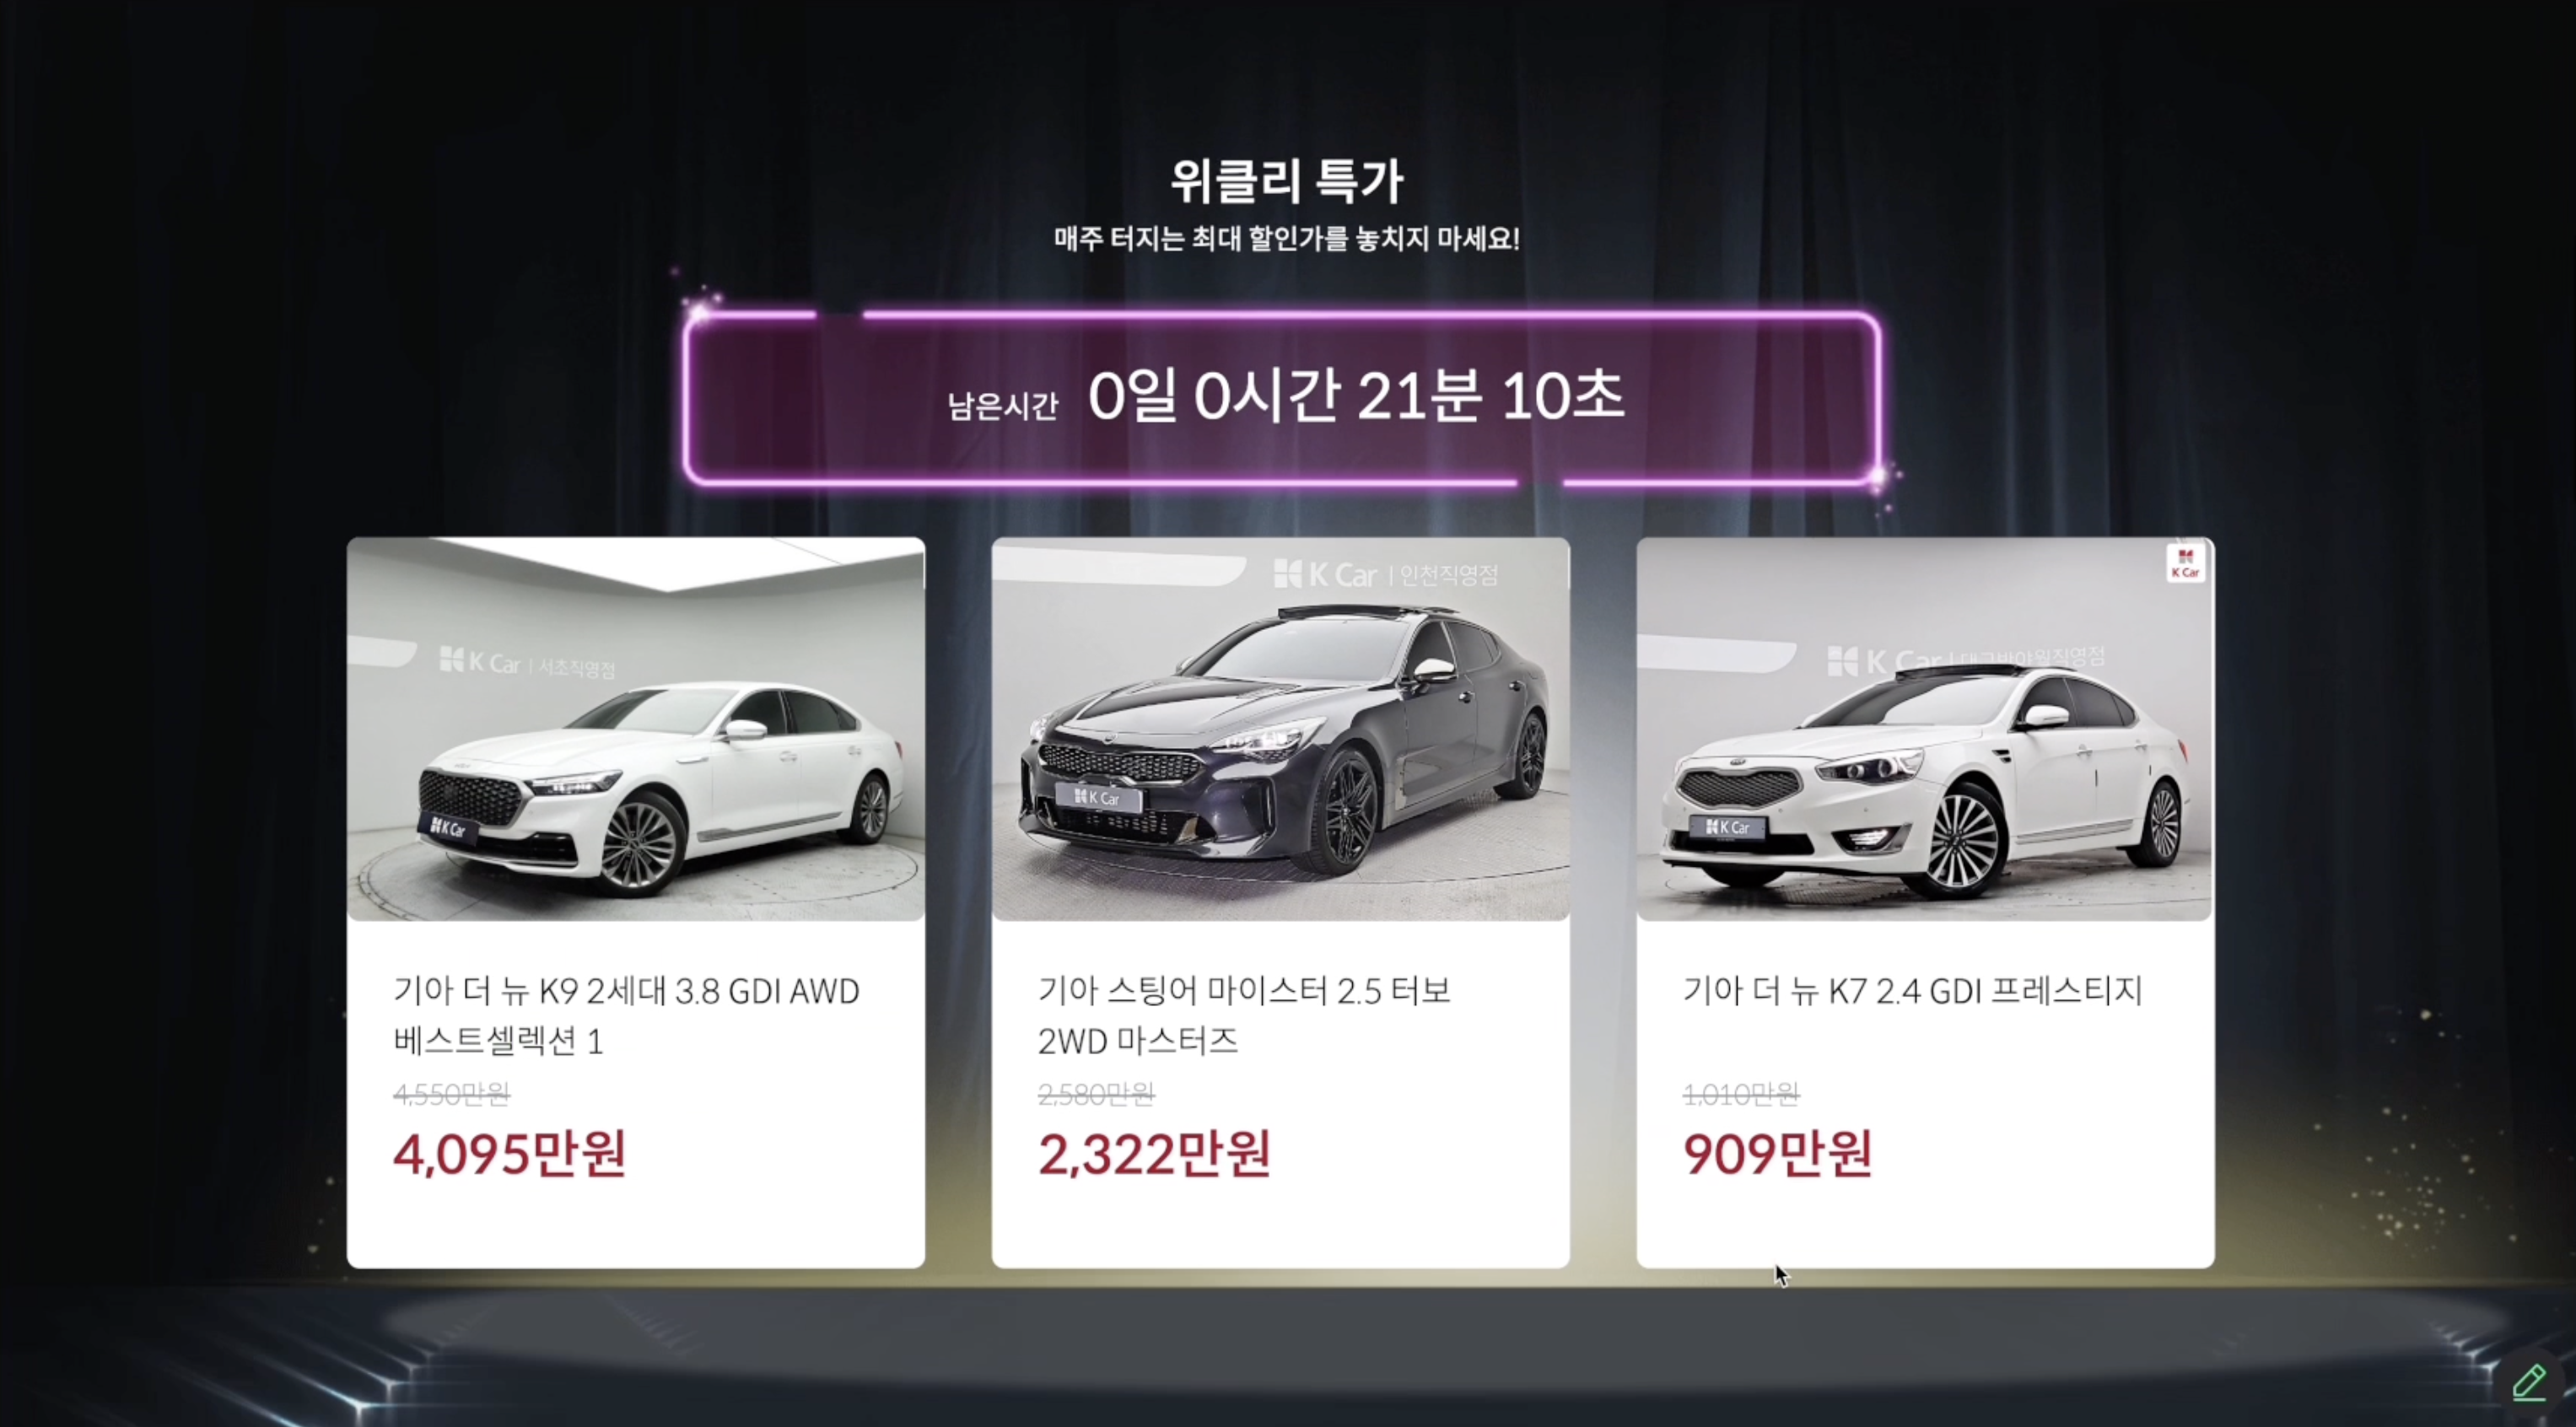 위클리 특가
매주 터지는 최대 할인가를 놓치지 마세요!
남은시간 0일 0시간 21분 10초
K Car | 서초직영점
K Car
기아 더 뉴 K9 2세대 3.8 GDI AWD
베스트셀렉션 1
4,550만원
4,095만원
K Car | 인천직영점
K Car
기아 스팅어 마이스터 2.5 터보
2WD 마스터즈
2,580만원
2,322만원
K Car
K Car
K Car
기아 더 뉴 K7 2.4 GDI 프레스티지
1,010만원
909만원